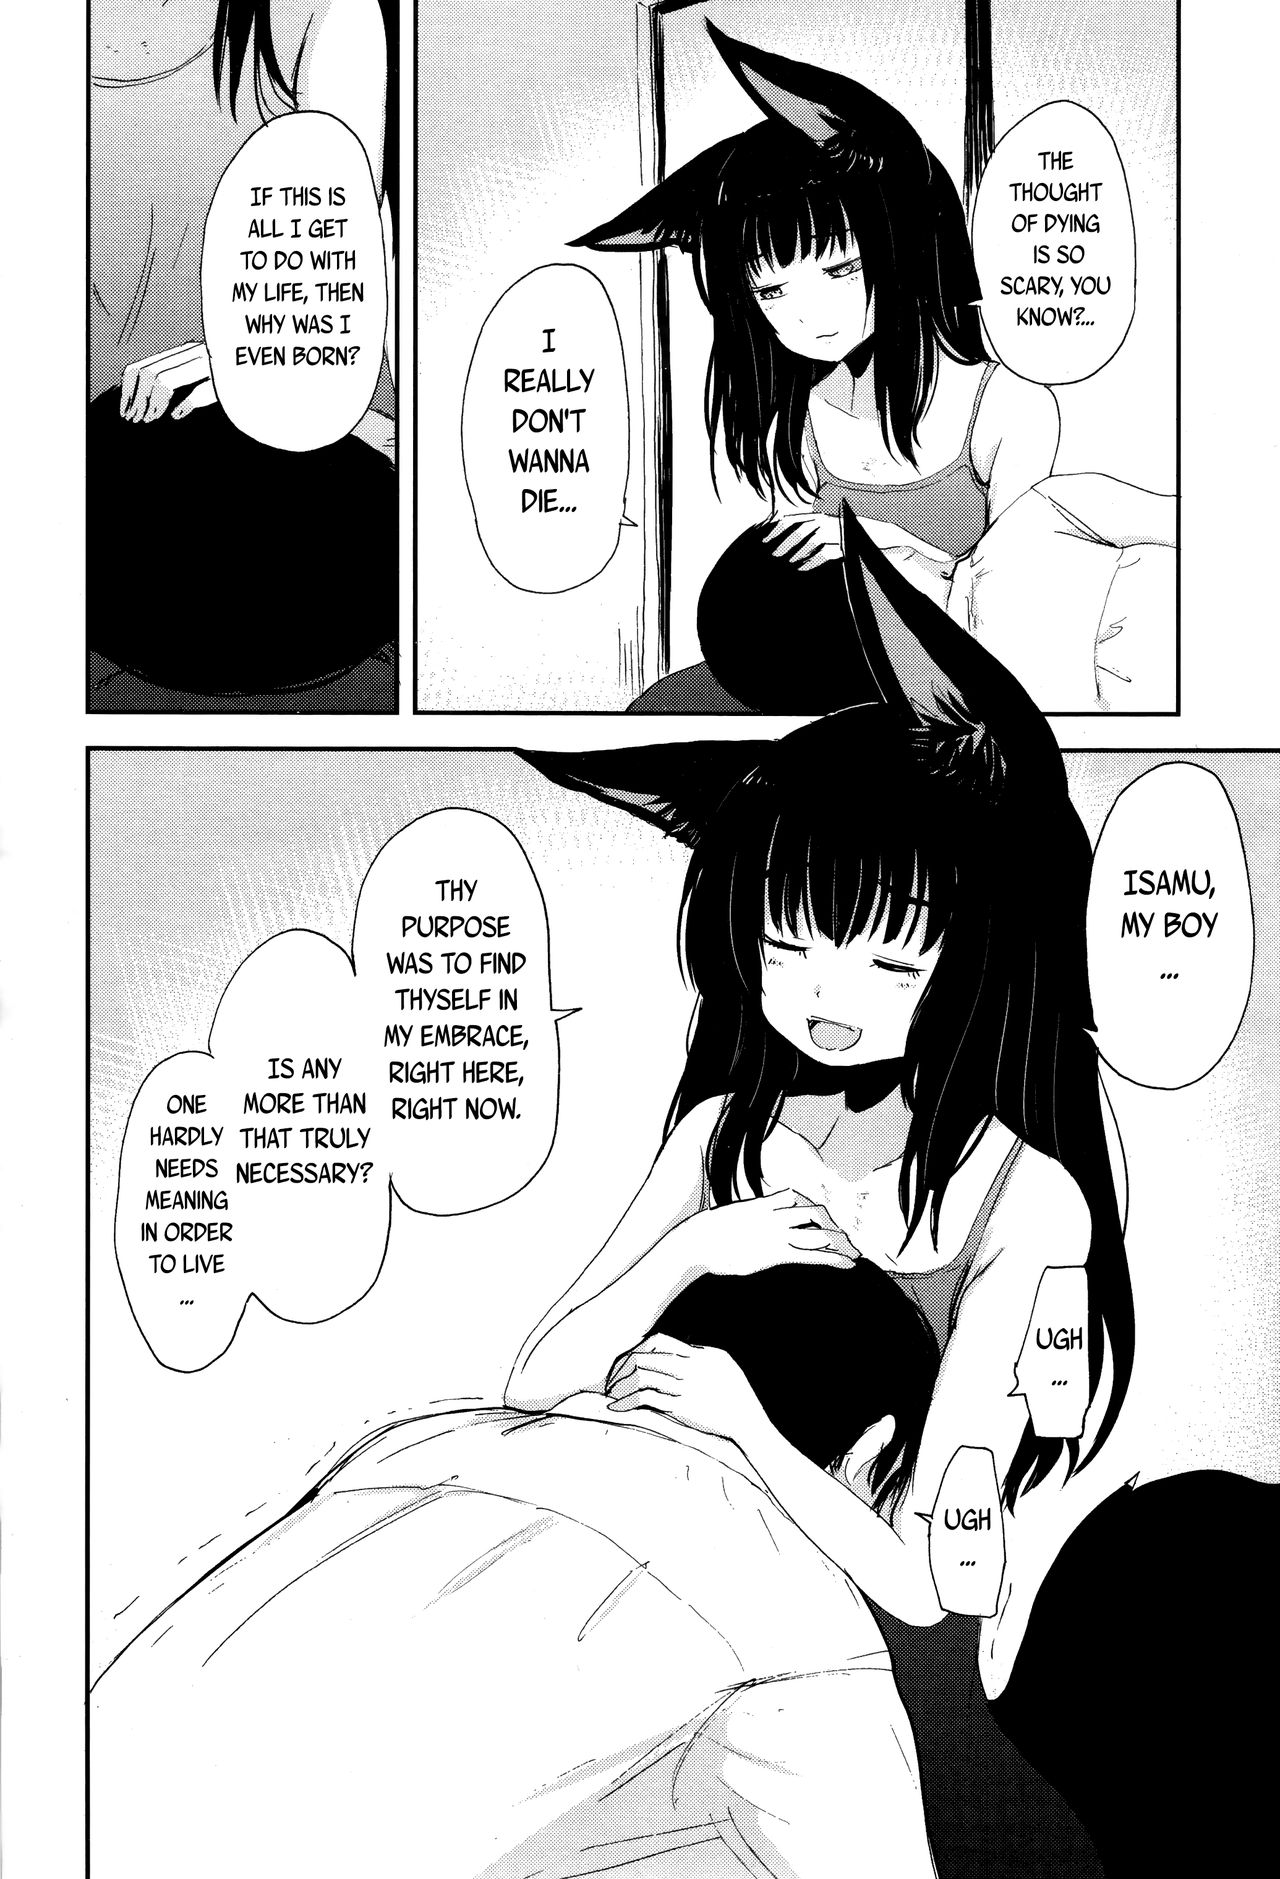 THE
THOUGHT
OF DYING
IS SO
SCARY, YOU
KNOW?...
I
REALLY
DON'T
WANNA
DIE...
IF THIS IS
ALL I GET
TO DO WITH
MY LIFE, THEN
WHY WAS I
EVEN BORN?
ISAMU,
MY BOY
...
THY
PURPOSE
WAS TO FIND
THYSELF IN
MY EMBRACE,
RIGHT HERE,
RIGHT NOW.
IS ANY
MORE THAN
THAT TRULY
NECESSARY?
ONE
HARDLY
NEEDS
MEANING
IN ORDER
TO LIVE
...
UGH
...
UGH
...